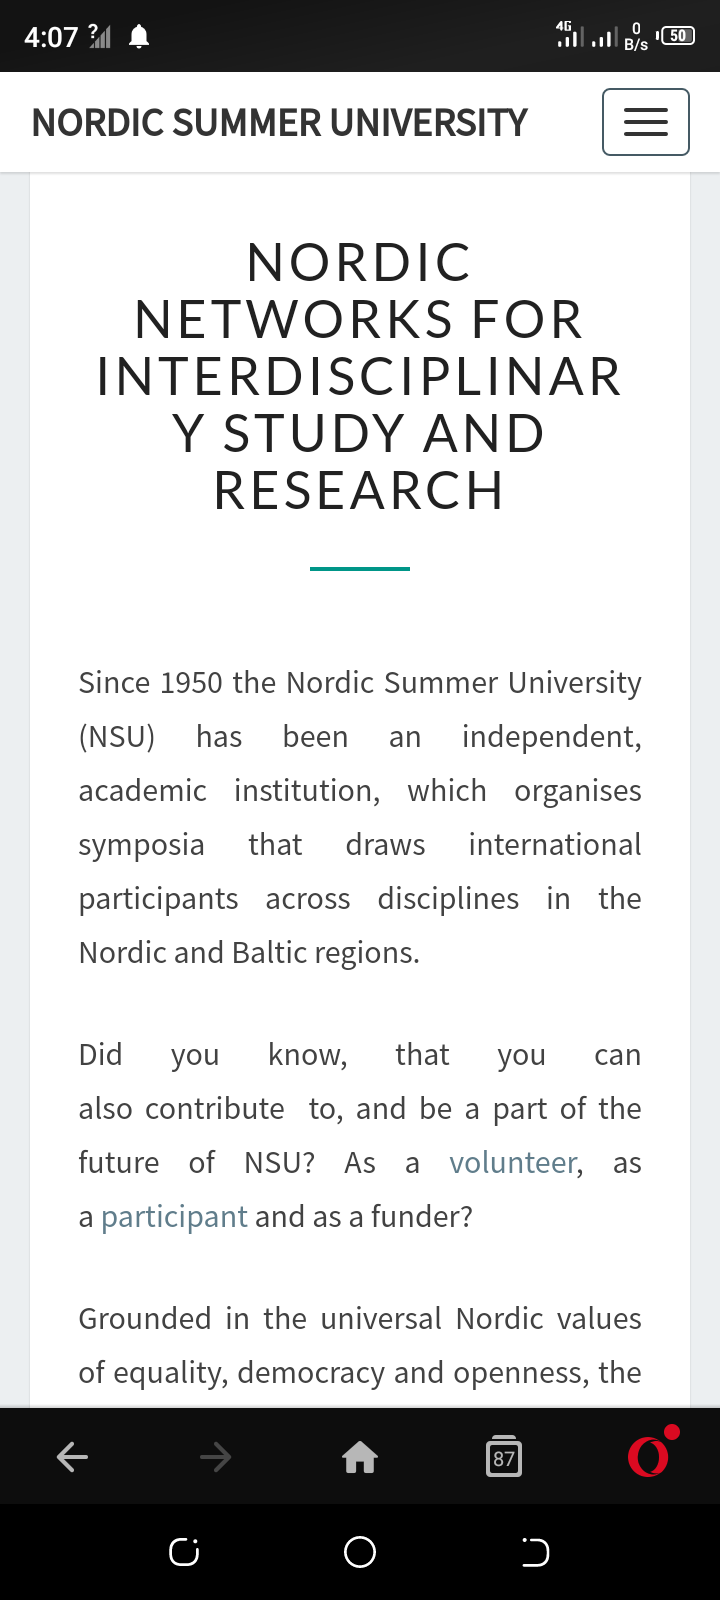 4:07 ? 4G 0 B/s 50
NORDIC SUMMER UNIVERSITY
NORDIC
NETWORKS FOR
INTERDISCIPLINAR
Y STUDY AND
RESEARCH
Since 1950 the Nordic Summer University
(NSU) has been an independent,
academic institution, which organises
symposia that draws international
participants across disciplines in the
Nordic and Baltic regions.
Did you know, that you can
also contribute to, and be a part of the
future of NSU? As a volunteer, as
a participant and as a funder?
Grounded in the universal Nordic values
of equality, democracy and openness, the
87